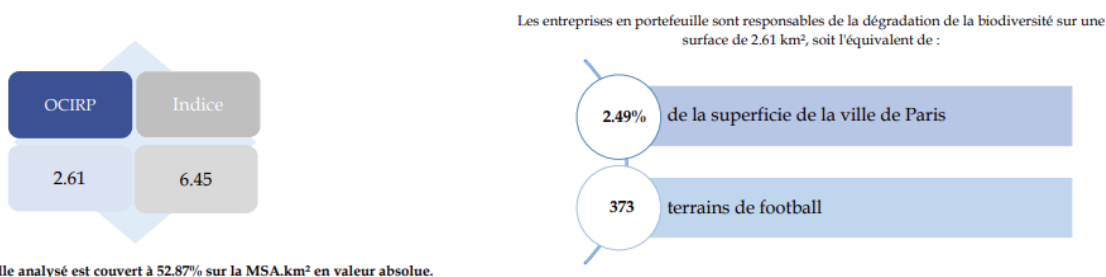 Les entreprises en portefeuille sont responsables de la dégradation de la biodiversité sur une
surface de 2.61 km², soit l'équivalent de :
OCIRP
Indice
2.61
6.45
2.49%
de la superficie de la ville de Paris
373
terrains de football
analysé est couvert à 52.87% sur la MSA.km² en valeur absolue.